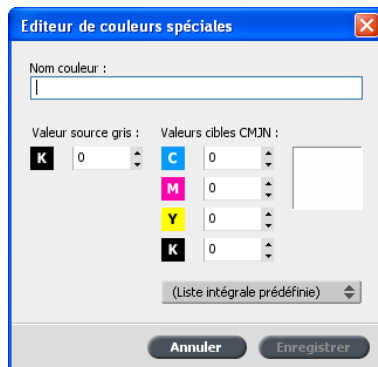 Editeur de couleurs spéciales
Nom couleur :
Valeur source gris : Valeurs cibles CMJN :
K 0 C 0
M 0
Y 0
K 0
(Liste intégrale prédéfinie)
Annuler Enregistrer